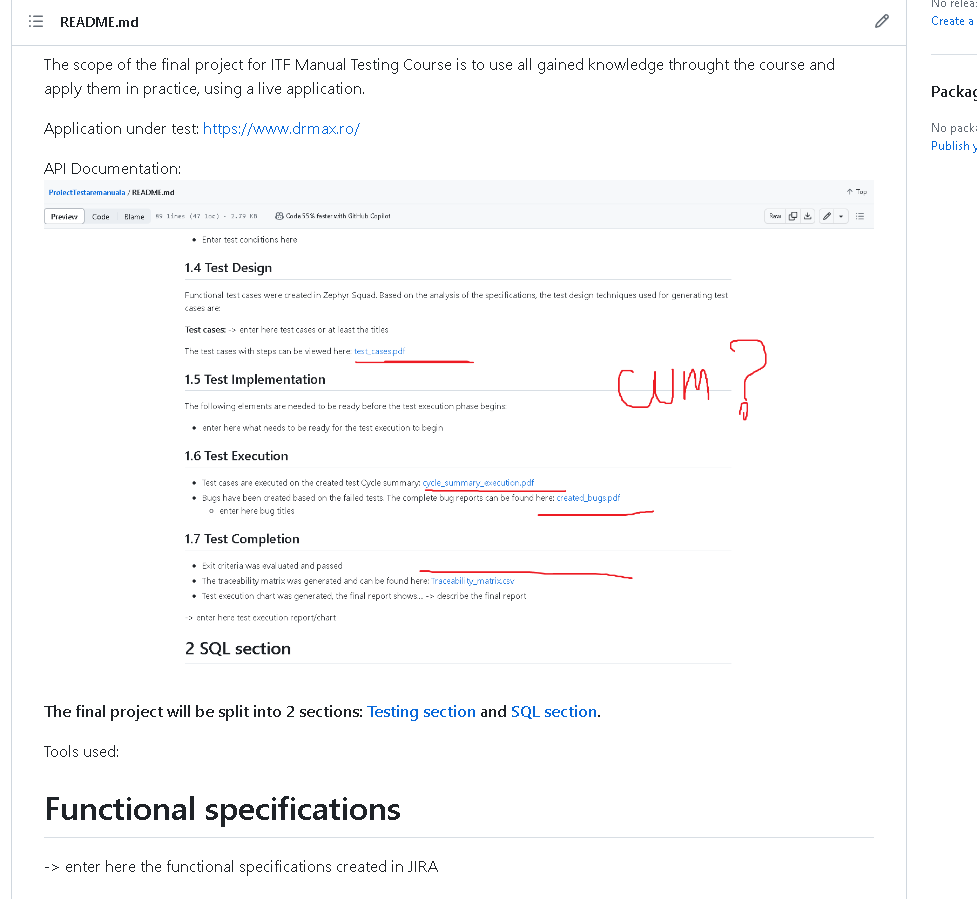 No relea
README.md
Create a
The scope of the final project for ITF Manual Testing Course is to use all gained knowledge throught the course and
apply them in practice, using a live application.
Packag
Application under test: https://www.drmax.ro/
No packa
Publish y
API Documentation:
ProiectTestaremanuala / README.md
Top
Preview Code Blame 99 lines (47 loc) · 2.79 KB Code 55% faster with GitHub Copilot Raw
Enter test conditions here
1.4 Test Design
Functional test cases were created in Zephyr Squad. Based on the analysis of the specifications, the test design techniques used for generating test
cases are:
Test cases: -> enter here test cases or at least the titles
The test cases with steps can be viewed here: test_cases.pdf
1.5 Test Implementation
CUM ?
The following elements are needed to be ready before the test execution phase begins
enter here what needs to be ready for the test execution to begin
1.6 Test Execution
Test cases are executed on the created test Cycle summary: cycle_summary_execution.pdf
Bugs have been created based on the failed tests. The complete bug reports can be found here: created_bugs.pdf
enter here bug titles
1.7 Test Completion
Exit criteria was evaluated and passed
The traceability matrix was generated and can be found here: Traceability_matrix.csv
Test execution chart was generated, the final report shows... -> describe the final report
-> enter here test execution report/chart
2 SQL section
The final project will be split into 2 sections: Testing section and SQL section.
Tools used:
Functional specifications
-> enter here the functional specifications created in JIRA